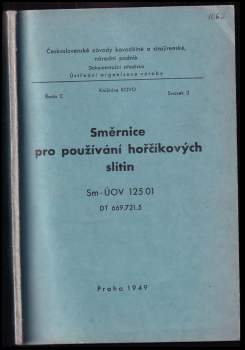 Československé závody kovodělné a strojírenské,
národní podnik
Dokumentační středisko
Ústřední organisace výroby
Knižnice KOVO
Řada C. Svazek 3
Směrnice
pro používání hořčíkových
slitin
Sm-ÚOV 125 01
DT 669.721.5
Praha 1949